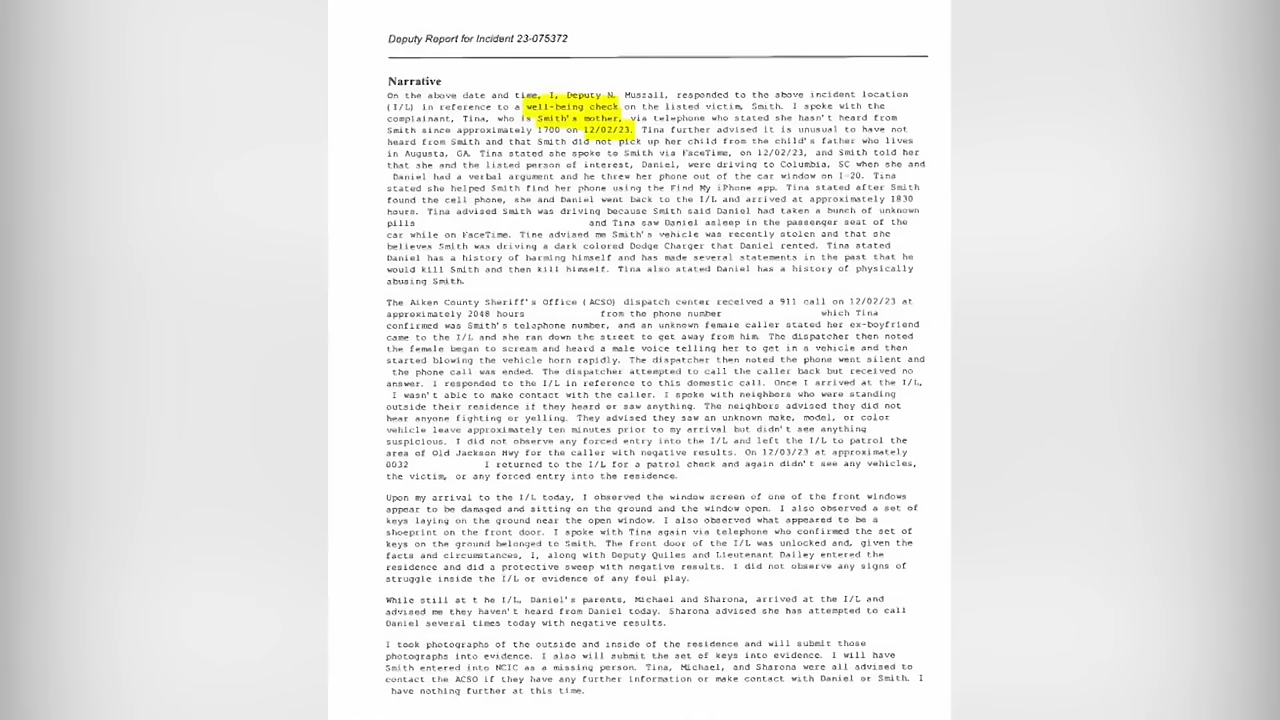 Deputy Report for Incident 23-075372
Narrative
On the above date and time, I, Deputy N. Muszall, responded to the above incident location
(I/L) in reference to a well-being check on the listed victim, Smith. I spoke with the
complainant, Tina, who is Smith's mother, via telephone who stated she hasn't heard from
Smith since approximately 1700 on 12/02/23. Tina further advised it is unusual to have not
heard from Smith and that Smith did not pick up her child from the child's father who lives
in Augusta, GA. Tina stated she spoke to Smith via FaceTime, on 12/02/23, and Smith told her
that she and the listed person of interest, Daniel, were driving to Columbia, SC when she and
Daniel had a verbal argument and he threw her phone out of the car window on I-20. Tina
stated she helped Smith find her phone using the Find My iPhone app. Tina stated after Smith
found the cell phone, she and Daniel went back to the I/L and arrived at approximately 1830
hours. Tina advised Smith was driving because Smith said Daniel had taken a bunch of unknown
pills and Tina saw Daniel asleep in the passenger seat of the
car while on FaceTime. Tine advised me Smith's vehicle was recently stolen and that she
believes Smith was driving a dark colored Dodge Charger that Daniel rented. Tina stated
Daniel has a history of harming himself and has made several statements in the past that he
would kill Smith and then kill himself. Tina also stated Daniel has a history of physically
abusing Smith.
The Aiken County Sheriff's Office (ACSO) dispatch center received a 911 call on 12/02/23 at
approximately 2048 hours from the phone number which Tina
confirmed was Smith's telephone number, and an unknown female caller stated her ex-boyfriend
came to the I/L and she ran down the street to get away from him. The dispatcher then noted
the female began to scream and heard a male voice telling her to get in a vehicle and then
started blowing the vehicle horn rapidly. The dispatcher then noted the phone went silent and
the phone call was ended. The dispatcher attempted to call the caller back but received no
answer. I responded to the I/L in reference to this domestic call. Once I arrived at the I/L,
I wasn't able to make contact with the caller. I spoke with neighbors who were standing
outside their residence if they heard or saw anything. The neighbors advised they did not
hear anyone fighting or yelling. They advised they saw an unknown make, model, or color
vehicle leave approximately ten minutes prior to my arrival but didn't see anything
suspicious. I did not observe any forced entry into the I/L and left the I/L to patrol the
area of Old Jackson Hwy for the caller with negative results. On 12/03/23 at approximately
0032 I returned to the I/L for a patrol check and again didn't see any vehicles,
the victim, or any forced entry into the residence.
Upon my arrival to the I/L today, I observed the window screen of one of the front windows
appear to be damaged and sitting on the ground and the window open. I also observed a set of
keys laying on the ground near the open window. I also observed what appeared to be a
shoeprint on the front door. I spoke with Tina again via telephone who confirmed the set of
keys on the ground belonged to Smith. The front door of the I/L was unlocked and, given the
facts and circumstances, I, along with Deputy Quiles and Lieutenant Dailey entered the
residence and did a protective sweep with negative results. I did not observe any signs of
struggle inside the I/L or evidence of any foul play.
While still at t he I/L, Daniel's parents, Michael and Sharona, arrived at the I/L and
advised me they haven't heard from Daniel today. Sharona advised she has attempted to call
Daniel several times today with negative results.
I took photographs of the outside and inside of the residence and will submit those
photographs into evidence. I also will submit the set of keys into evidence. I will have
Smith entered into NCIC as a missing person. Tina, Michael, and Sharona were all advised to
contact the ACSO if they have any further information or make contact with Daniel or Smith. I
have nothing further at this time.